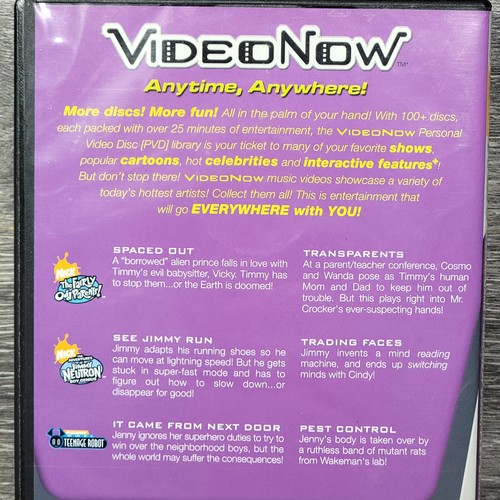 VIDEONOW™
Anytime, Anywhere!
More discs! More fun! All in the palm of your hand! With 100+ discs,
each packed with over 25 minutes of entertainment, the VIDEONOW Personal
Video Disc (PVD) library is your ticket to many of your favorite shows,
popular cartoons, hot celebrities and interactive features*!
But don't stop there! VIDEONOW music videos showcase a variety of
today's hottest artists! Collect them all! This is entertainment that
will go EVERYWHERE with YOU!
NICK
The Fairly
OddParents!
SPACED OUT
A "borrowed" alien prince falls in love with
Timmy's evil babysitter, Vicky. Timmy has
to stop them...or the Earth is doomed!
TRANSPARENTS
At a parent/teacher conference, Cosmo
and Wanda pose as Timmy's human
Mom and Dad to keep him out of
trouble. But this plays right into Mr.
Crocker's ever-suspecting hands!
NICK
JIMMY
NEUTRON
BOY GENIUS
SEE JIMMY RUN
Jimmy adapts his running shoes so he
can move at lightning speed! But he gets
stuck in super-fast mode and has to
figure out how to slow down...or
disappear for good!
TRADING FACES
Jimmy invents a mind reading
machine, and ends up switching
minds with Cindy!
TEENAGE ROBOT
IT CAME FROM NEXT DOOR
Jenny ignores her superhero duties to try to
win over the neighborhood boys, but the
whole world may suffer the consequences!
PEST CONTROL
Jenny's body is taken over by
a ruthless band of mutant rats
from Wakeman's lab!